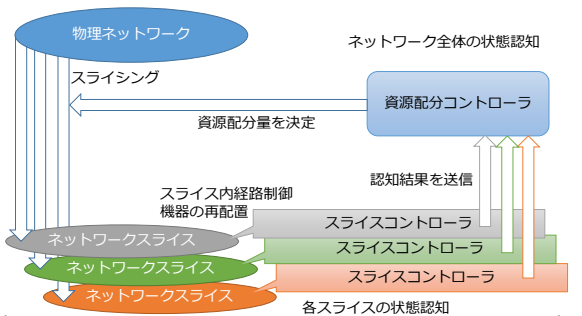 物理ネットワーク
ネットワーク全体の状態認知
スライシング
資源配分コントローラ
資源配分量を決定
認知結果を送信
スライス内経路制御
機器の再配置
スライスコントローラ
ネットワークスライス
スライスコントローラ
ネットワークスライス
スライスコントローラ
ネットワークスライス
各スライスの状態認知